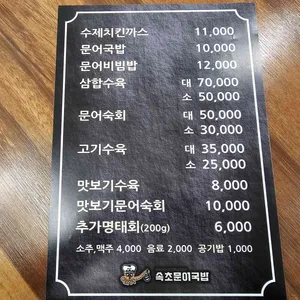 수제치킨까스 11,000
문어국밥 10,000
문어비빔밥 12,000
삼합수육 대 70,000
소 50,000
문어숙회 대 50,000
소 30,000
고기수육 대 35,000
소 25,000
맛보기수육 8,000
맛보기문어숙회 10,000
추가명태회(200g) 6,000
소주,맥주 4,000 음료 2,000 공기밥 1,000
속초문어국밥